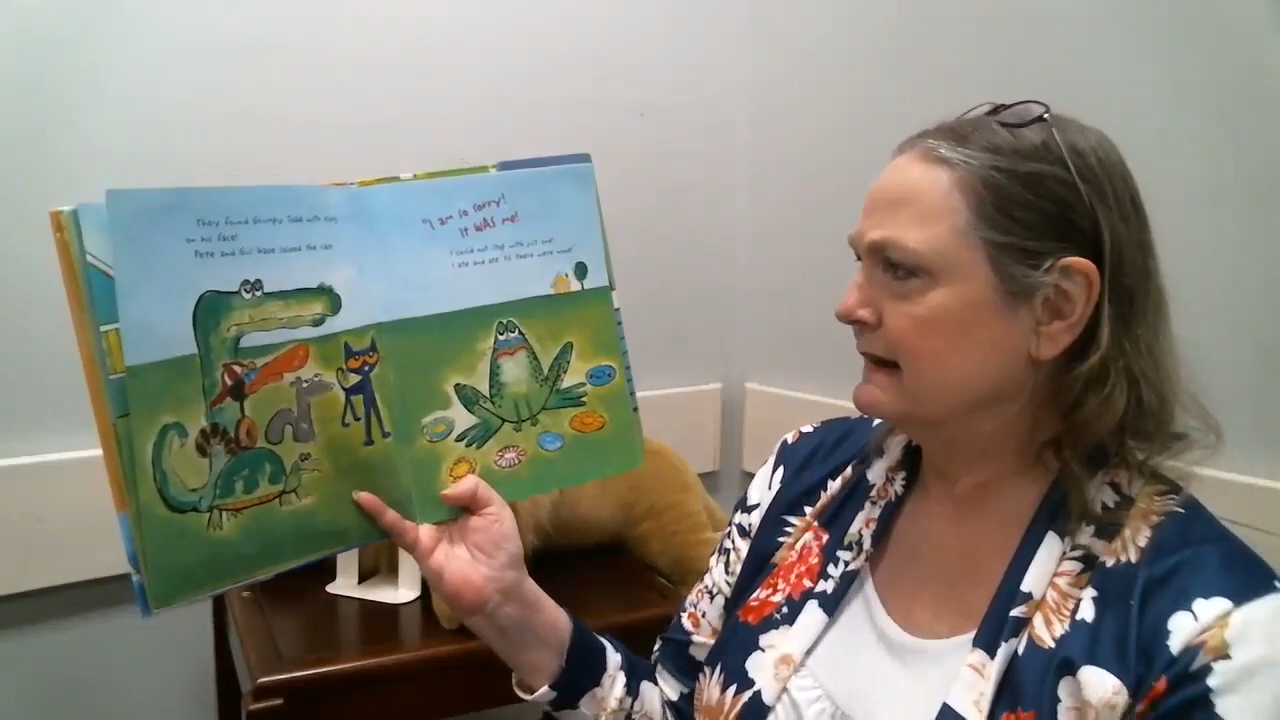 They found Grumpy Toad with icing
on his face!
Pete and Gus have solved the case.
"I am so sorry!
It WAS me!
I could not stop with just one!
I ate and ate til there were none!"